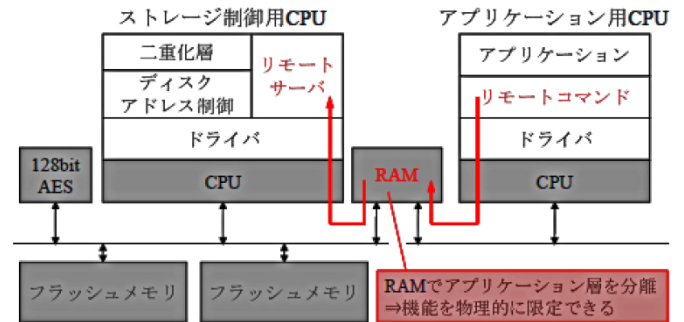 ストレージ制御用CPU
アプリケーション用CPU
二重化層
ディスク
アドレス制御
リモート
サーバ
ドライバ
CPU
アプリケーション
リモートコマンド
ドライバ
CPU
128bit
AES
RAM
フラッシュメモリ
フラッシュメモリ
RAMでアプリケーション層を分離
⇒機能を物理的に限定できる